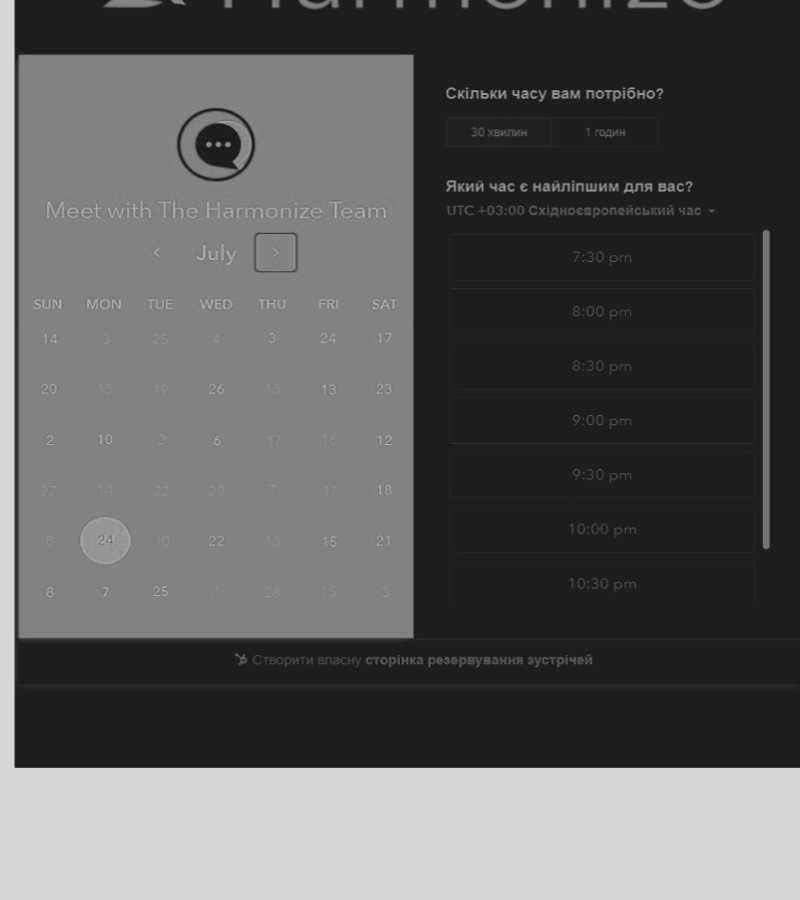 Harmonize
Meet with The Harmonize Team
July
SUN MON TUE WED THU FRI SAT
14 3 25 4 3 24 17
20 13 19 26 13 13 23
2 10 2 6 17 16 12
27 14 22 20 7 17 18
8 24 10 22 13 15 21
8 7 25 28 15 3
Скільки часу вам потрібно?
30 хвилин 1 годин
Який час є найліпшим для вас?
UTC +03:00 Східноєвропейський час
7:30 pm
8:00 pm
8:30 pm
9:00 pm
9:30 pm
10:00 pm
10:30 pm
Створити власну сторінка резервування зустрічей